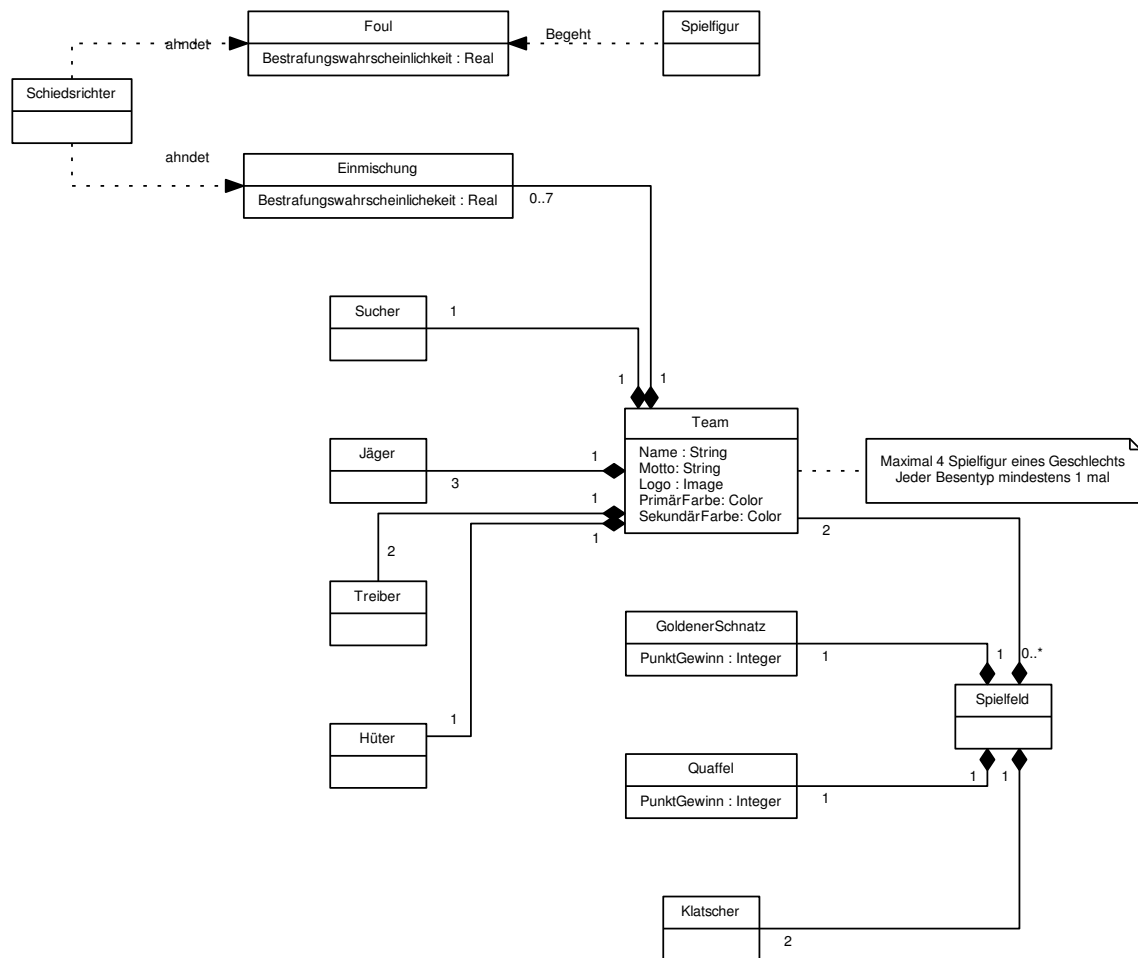 Foul
Bestrafungswahrscheinlichkeit : Real
Spielfigur
Begeht
ahndet
Schiedsrichter
ahndet
Einmischung
Bestrafungswahrscheinlichekeit : Real
0..7
Sucher
1
1
1
Team
Name : String
Motto: String
Logo : Image
PrimärFarbe: Color
SekundärFarbe: Color
Maximal 4 Spielfigur eines Geschlechts
Jeder Besentyp mindestens 1 mal
Jäger
1
3
1
1
2
2
Treiber
GoldenerSchnatz
PunktGewinn : Integer
1
1
0..*
Spielfeld
Hüter
1
Quaffel
PunktGewinn : Integer
1
1
1
Klatscher
2